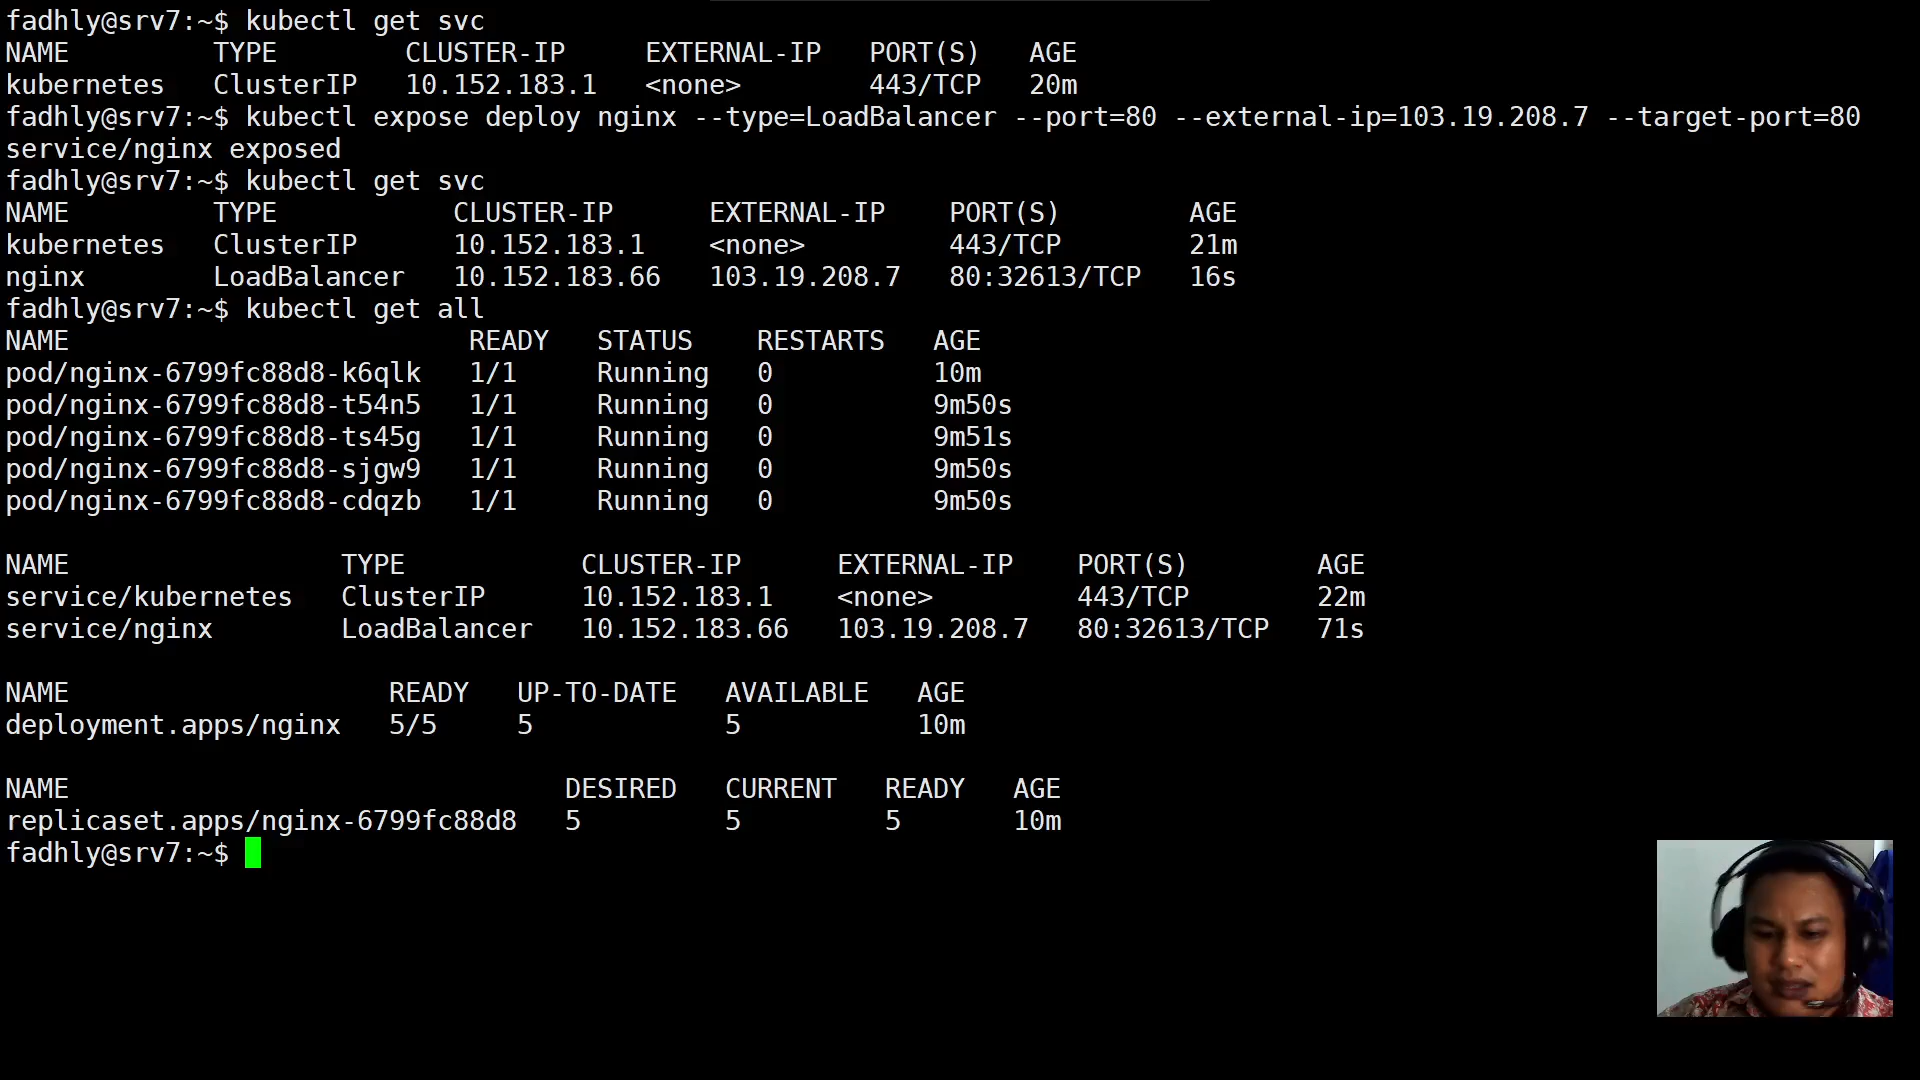 fadhly@srv7:~$ kubectl get svc
NAME         TYPE        CLUSTER-IP     EXTERNAL-IP   PORT(S)   AGE
kubernetes   ClusterIP   10.152.183.1   <none>        443/TCP   20m
fadhly@srv7:~$ kubectl expose deploy nginx --type=LoadBalancer --port=80 --external-ip=103.19.208.7 --target-port=80
service/nginx exposed
fadhly@srv7:~$ kubectl get svc
NAME         TYPE           CLUSTER-IP      EXTERNAL-IP    PORT(S)        AGE
kubernetes   ClusterIP      10.152.183.1    <none>         443/TCP        21m
nginx        LoadBalancer   10.152.183.66   103.19.208.7   80:32613/TCP   16s
fadhly@srv7:~$ kubectl get all
NAME                         READY   STATUS    RESTARTS   AGE
pod/nginx-6799fc88d8-k6qlk   1/1     Running   0          10m
pod/nginx-6799fc88d8-t54n5   1/1     Running   0          9m50s
pod/nginx-6799fc88d8-ts45g   1/1     Running   0          9m51s
pod/nginx-6799fc88d8-sjgw9   1/1     Running   0          9m50s
pod/nginx-6799fc88d8-cdqzb   1/1     Running   0          9m50s
NAME                 TYPE           CLUSTER-IP      EXTERNAL-IP    PORT(S)        AGE
service/kubernetes   ClusterIP      10.152.183.1    <none>         443/TCP        22m
service/nginx        LoadBalancer   10.152.183.66   103.19.208.7   80:32613/TCP   71s
NAME                    READY   UP-TO-DATE   AVAILABLE   AGE
deployment.apps/nginx   5/5     5            5           10m
NAME                               DESIRED   CURRENT   READY   AGE
replicaset.apps/nginx-6799fc88d8   5         5         5       10m
fadhly@srv7:~$